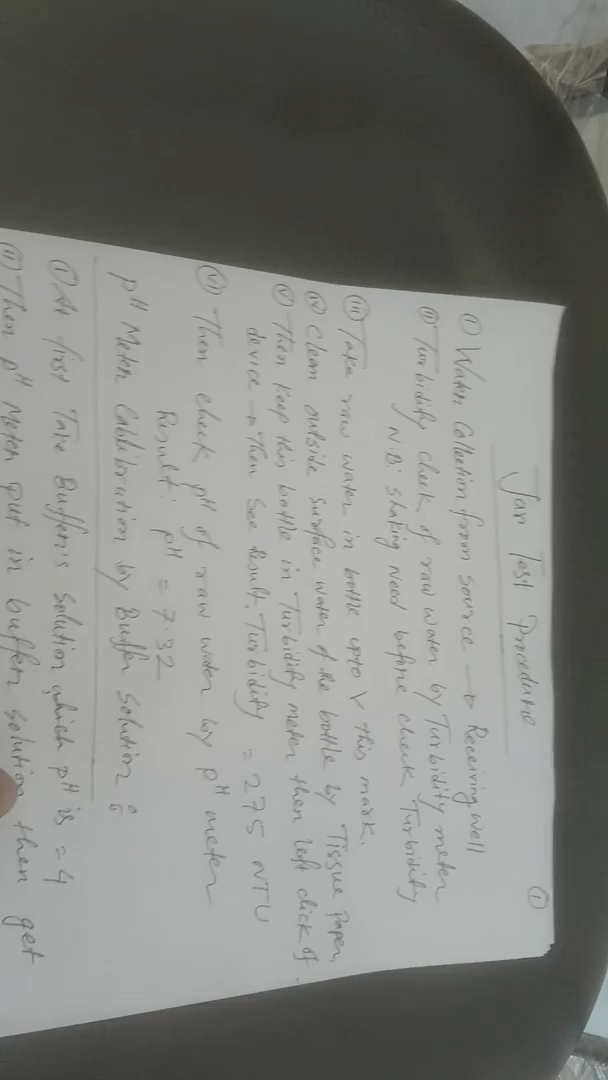 ①
Jar Test Procedure
ⓘ Water Collection from source → Receiving well
ⓘⓘ Turbidity check of raw water by Turbidity meter
N.B: Shaking Need before check Turbidity
ⓘⓘⓘ Take raw water in bottle upto V this mark.
ⓘⓥ Clean outside surface water of the bottle by Tissue Paper
ⓥ Then Keep this bottle in Turbidity meter then left click of
device → Then see Result. Turbidity = 275 NTU
ⓥⓘ Then check pH of raw water by pH meter
Result: pH = 7.32
pH Meter Calibration by Buffer Solution :
ⓘ At first Take Buffer's Solution which pH is = 4
ⓘⓘ Then pH Meter put in buffer solution then get